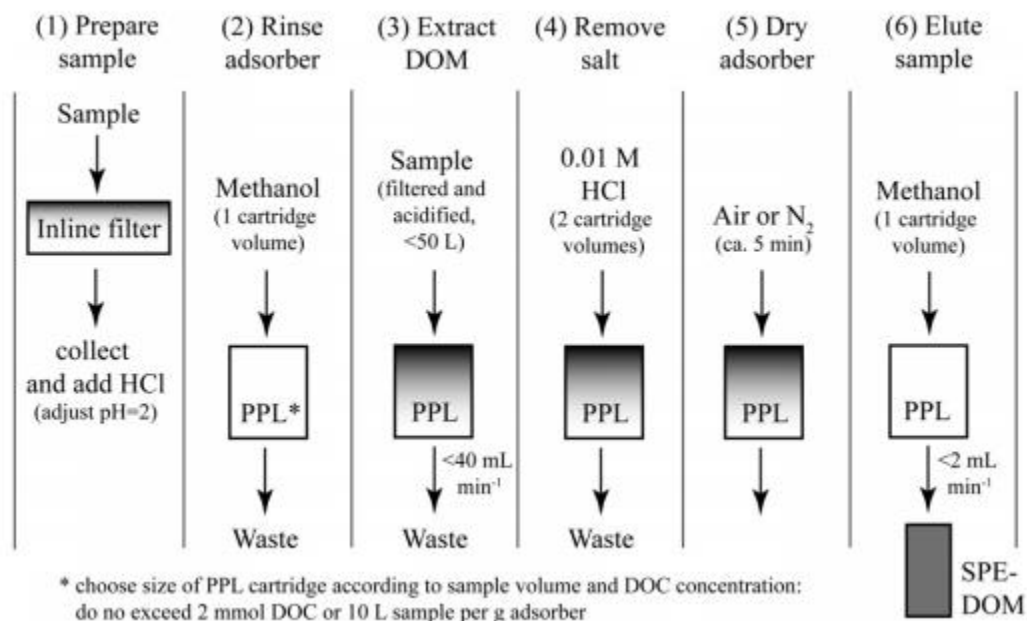 (1) Prepare
sample
Sample
Inline filter
collect
and add HCl
(adjust pH=2)
(2) Rinse
adsorber
Methanol
(1 cartridge
volume)
PPL*
Waste
(3) Extract
DOM
Sample
(filtered and
acidified,
<50 L)
PPL
<40 mL
min⁻¹
Waste
(4) Remove
salt
0.01 M
HCl
(2 cartridge
volumes)
PPL
Waste
(5) Dry
adsorber
Air or N₂
(ca. 5 min)
PPL
(6) Elute
sample
Methanol
(1 cartridge
volume)
PPL
<2 mL
min⁻¹
SPE-
DOM
* choose size of PPL cartridge according to sample volume and DOC concentration:
do no exceed 2 mmol DOC or 10 L sample per g adsorber